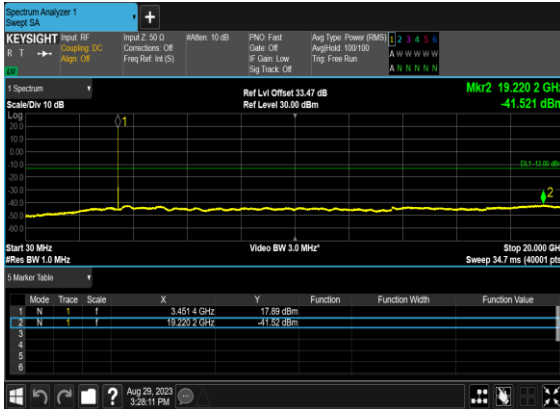 Spectrum Analyzer 1
Swept SA
+
KEYSIGHT Input: RF Input Z: 50 Ω #Atten: 10 dB PNO: Fast Avg Type: Power (RMS) 1 2 3 4 5 6
R T Coupling: DC Corrections: Off Gate: Off Avg|Hold: 100/100 A W W W W W
Align: Off Freq Ref: Int (S) IF Gain: Low Trig: Free Run
Sig Track: Off A N N N N N
1 Spectrum
Ref Lvl Offset 33.47 dB Mkr2 19.220 2 GHz
Scale/Div 10 dB Ref Level 30.00 dBm -41.521 dBm
Log
20.0
10.0
0.00
-10.0
-20.0
-30.0
-40.0
-50.0
-60.0
1
DL1 -13.00 dBm
2
Start 30 MHz Video BW 3.0 MHz* Stop 20.000 GH
#Res BW 1.0 MHz Sweep 34.7 ms (40001 pts
5 Marker Table
Mode Trace Scale X Y Function Function Width Function Value
1 N 1 f 3.451 4 GHz 17.89 dBm
2 N 1 f 19.220 2 GHz -41.52 dBm
3
4
5
6
? Aug 29, 2023
3:28:11 PM